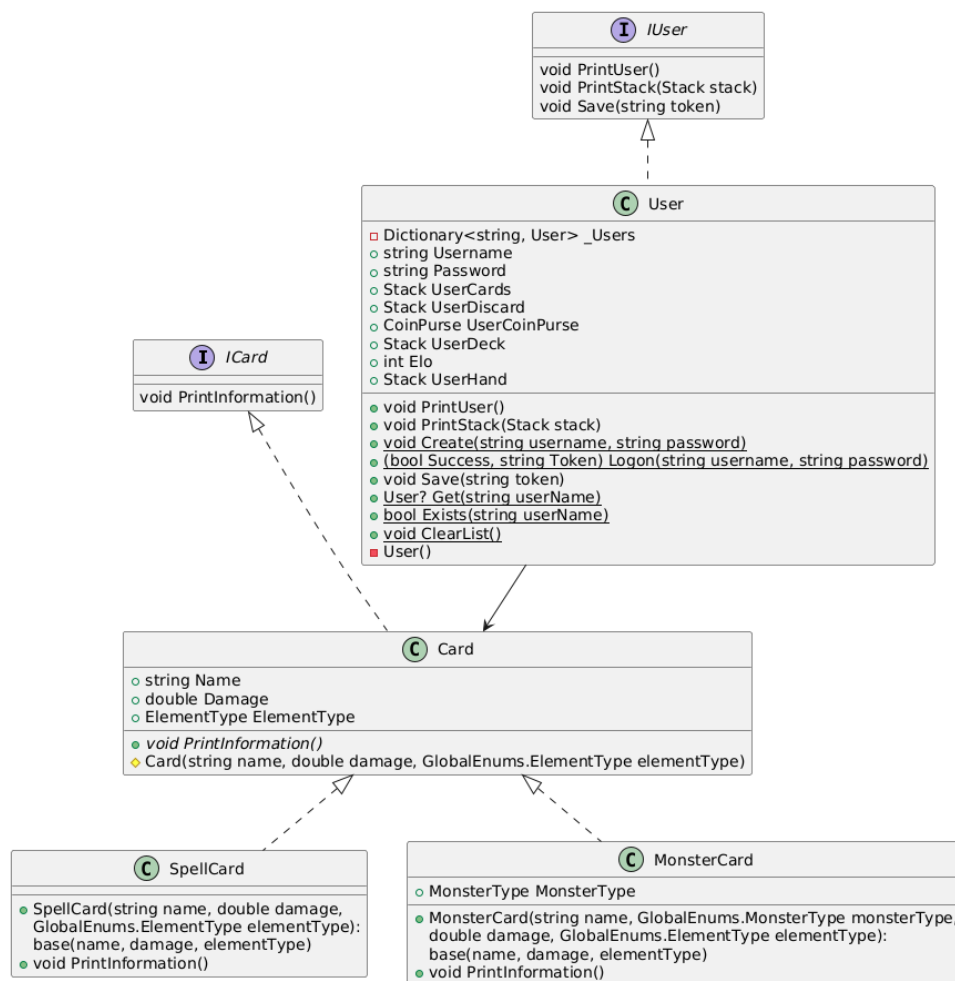 I IUser
void PrintUser()
void PrintStack(Stack stack)
void Save(string token)
C User
Dictionary<string, User> _Users
string Username
string Password
Stack UserCards
Stack UserDiscard
CoinPurse UserCoinPurse
Stack UserDeck
int Elo
Stack UserHand
void PrintUser()
void PrintStack(Stack stack)
void Create(string username, string password)
(bool Success, string Token) Logon(string username, string password)
void Save(string token)
User? Get(string userName)
bool Exists(string userName)
void ClearList()
User()
I ICard
void PrintInformation()
C Card
string Name
double Damage
ElementType ElementType
void PrintInformation()
Card(string name, double damage, GlobalEnums.ElementType elementType)
C SpellCard
SpellCard(string name, double damage,
GlobalEnums.ElementType elementType):
base(name, damage, elementType)
void PrintInformation()
C MonsterCard
MonsterType MonsterType
MonsterCard(string name, GlobalEnums.MonsterType monsterType,
double damage, GlobalEnums.ElementType elementType):
base(name, damage, elementType)
void PrintInformation()